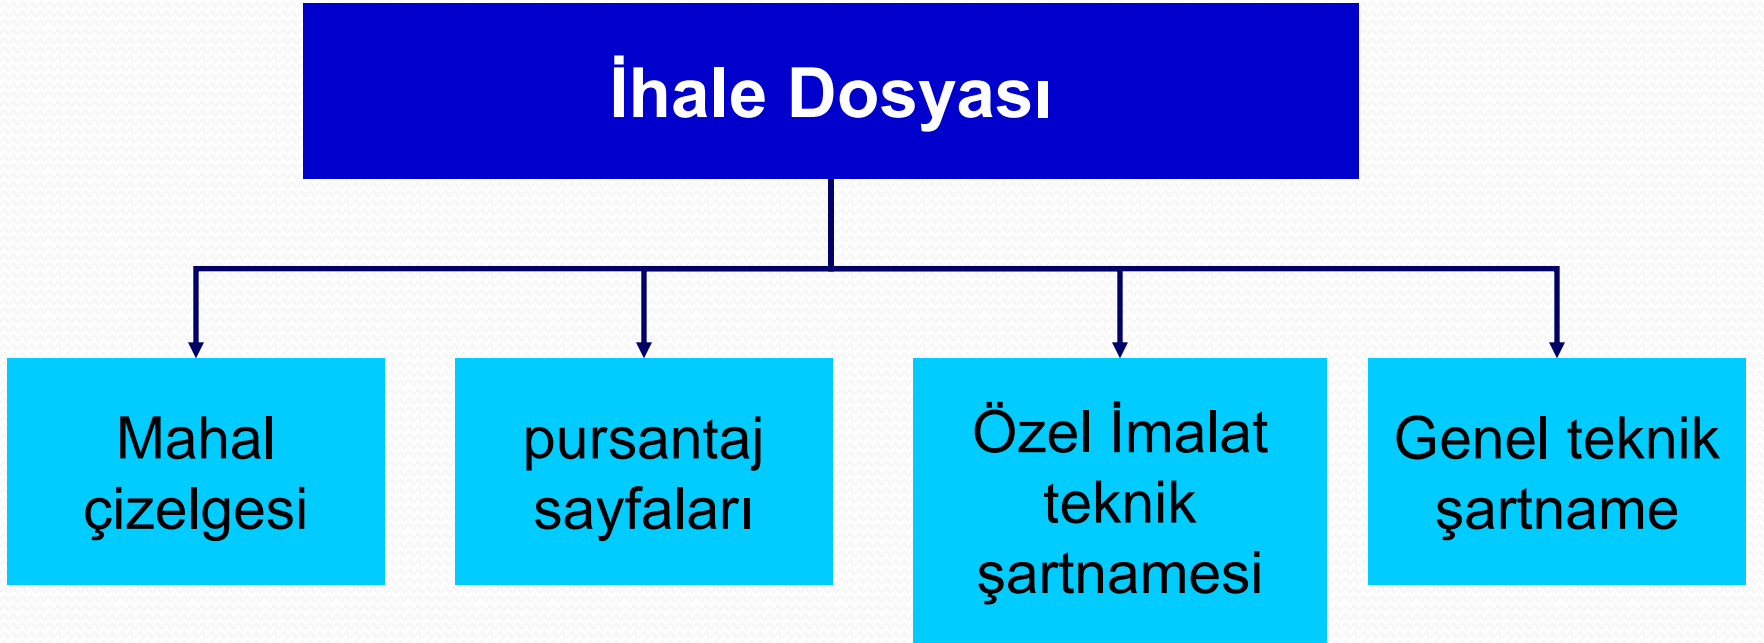 İhale Dosyası
Mahal
çizelgesi
pursantaj
sayfaları
Özel İmalat
teknik
şartnamesi
Genel teknik
şartname